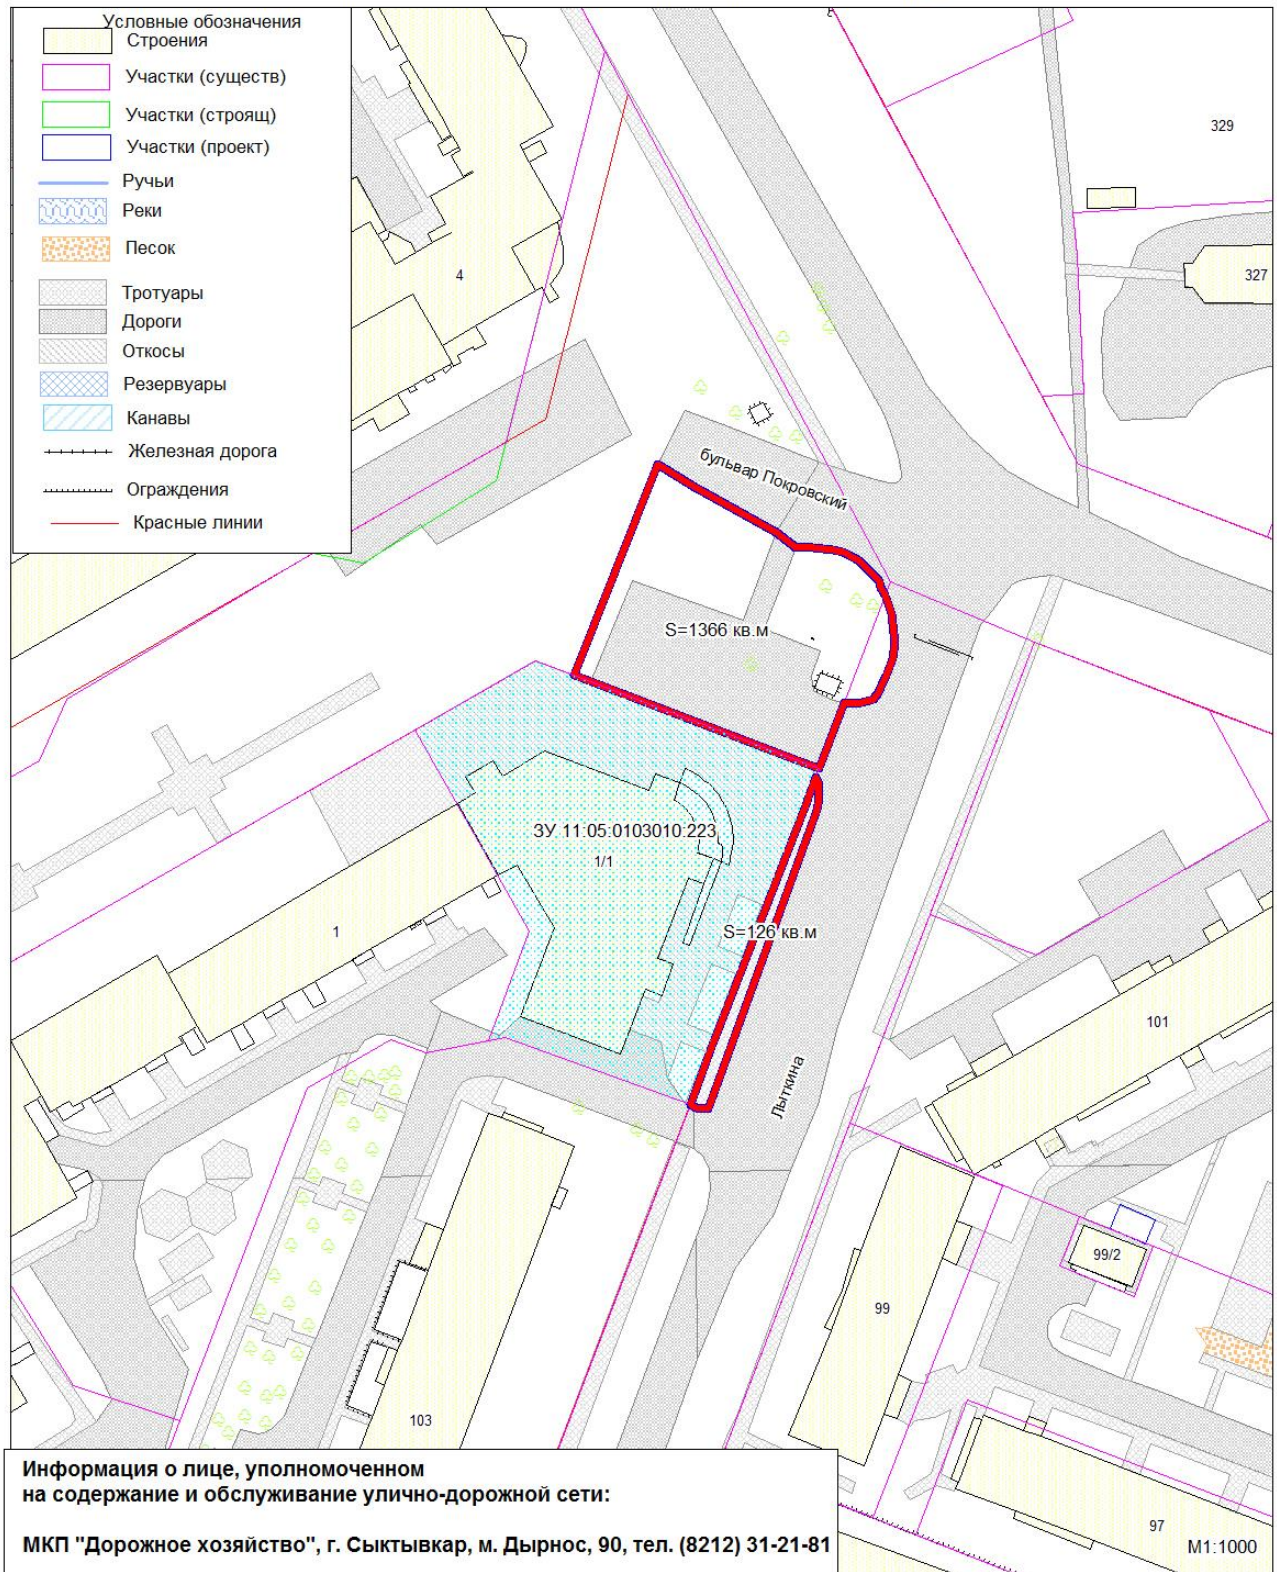 Условные обозначения
Строения
Участки (существ)
Участки (строящ)
Участки (проект)
Ручьи
Реки
Песок
Тротуары
Дороги
Откосы
Резервуары
Канавы
Железная дорога
Ограждения
Красные линии
329
327
4
бульвар Покровский
S=1366 кв.м
ЗУ 11:05:0103010:223
1/1
1
S=126 кв.м
101
Лыткина
99/2
99
103
97
М1:1000
Информация о лице, уполномоченном
на содержание и обслуживание улично-дорожной сети:
МКП "Дорожное хозяйство", г. Сыктывкар, м. Дырнос, 90, тел. (8212) 31-21-81